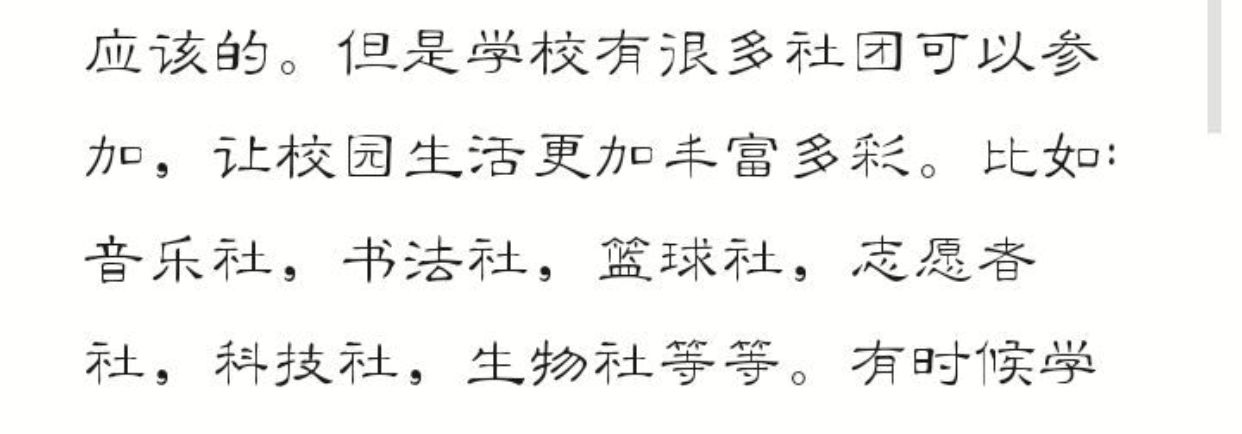 应该的。但是学校有很多社团可以参
加，让校园生活更加丰富多彩。比如：
音乐社，书法社，篮球社，志愿者
社，科技社，生物社等等。有时候学